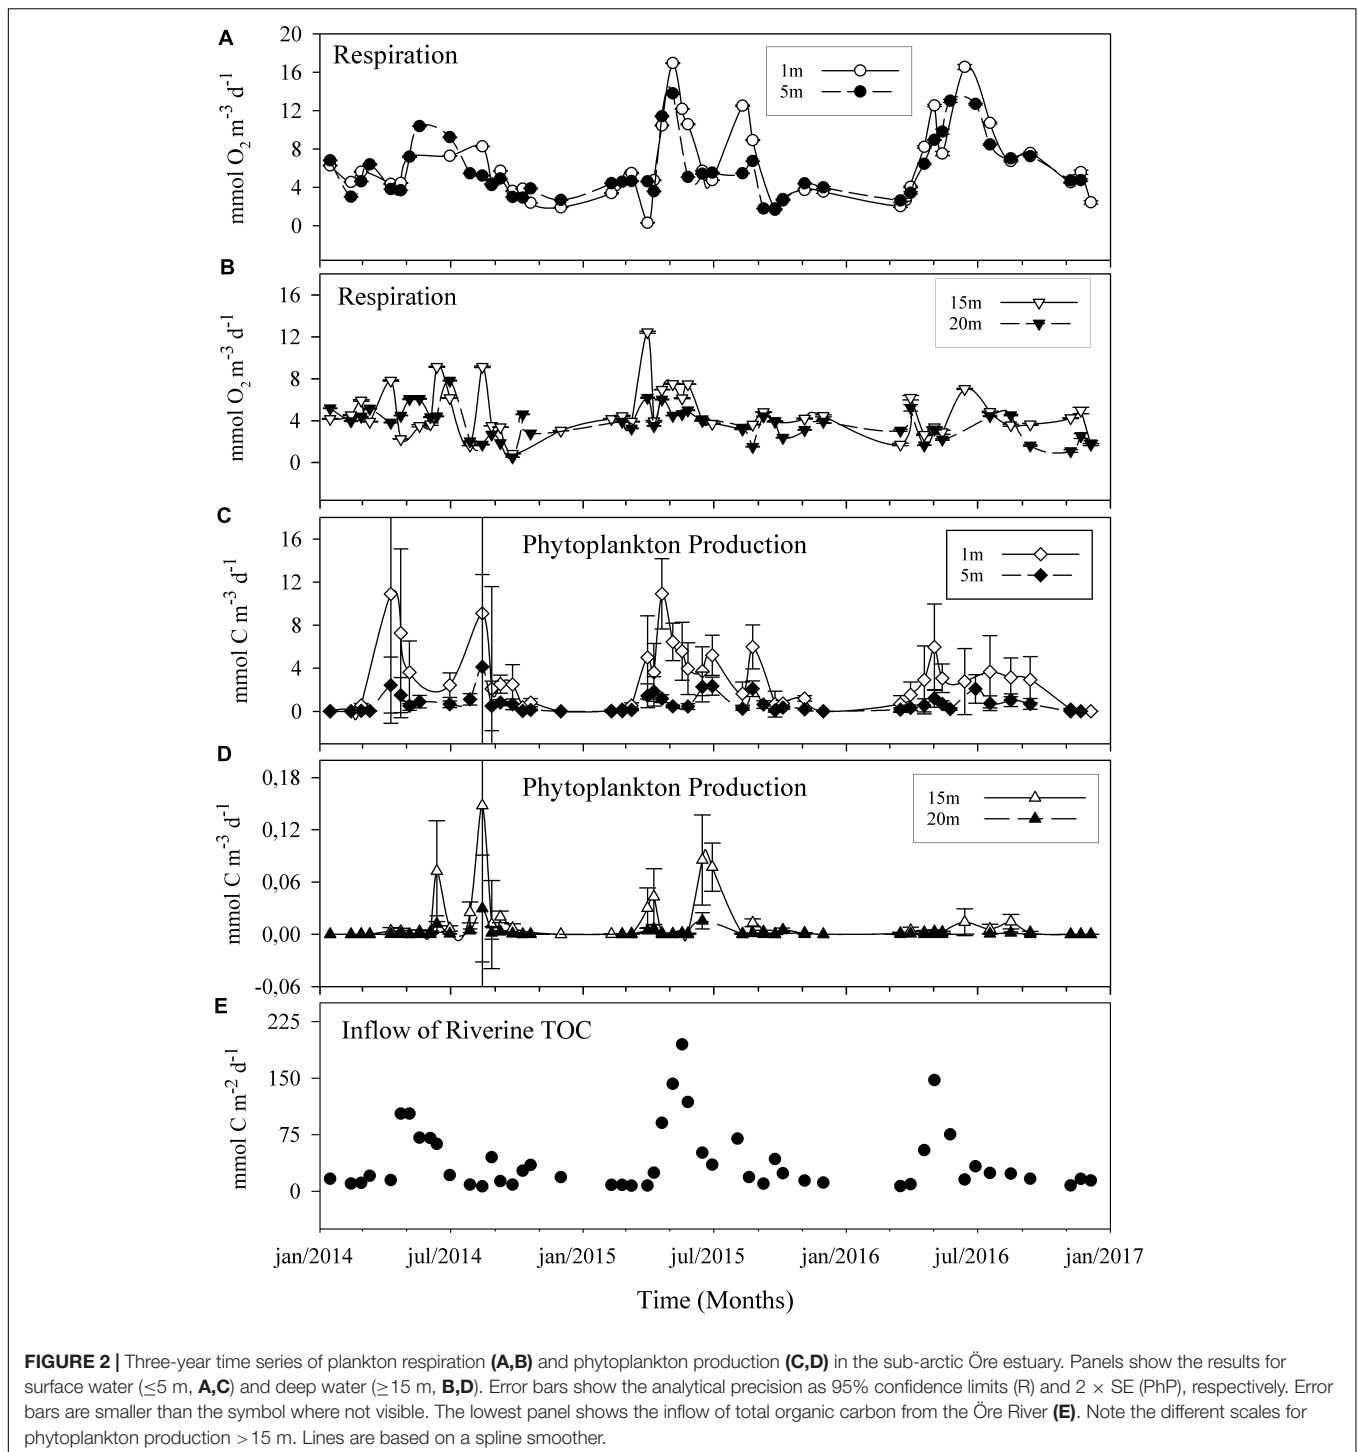 A
Respiration
1m
5m
20
16
12
8
4
0
mmol O2 m-3 d-1
B
Respiration
15m
20m
16
12
8
4
0
mmol O2 m-3 d-1
C
Phytoplankton Production
1m
5m
16
12
8
4
0
mmol C m-3 d-1
D
Phytoplankton Production
15m
20m
0,18
0,12
0,06
0,00
-0,06
mmol C m-3 d-1
E
Inflow of Riverine TOC
225
150
75
0
mmol C m-2 d-1
jan/2014 jul/2014 jan/2015 jul/2015 jan/2016 jul/2016 jan/2017
Time (Months)
FIGURE 2 | Three-year time series of plankton respiration (A,B) and phytoplankton production (C,D) in the sub-arctic Öre estuary. Panels show the results for
surface water (≤5 m, A,C) and deep water (≥15 m, B,D). Error bars show the analytical precision as 95% confidence limits (R) and 2 × SE (PhP), respectively. Error
bars are smaller than the symbol where not visible. The lowest panel shows the inflow of total organic carbon from the Öre River (E). Note the different scales for
phytoplankton production >15 m. Lines are based on a spline smoother.